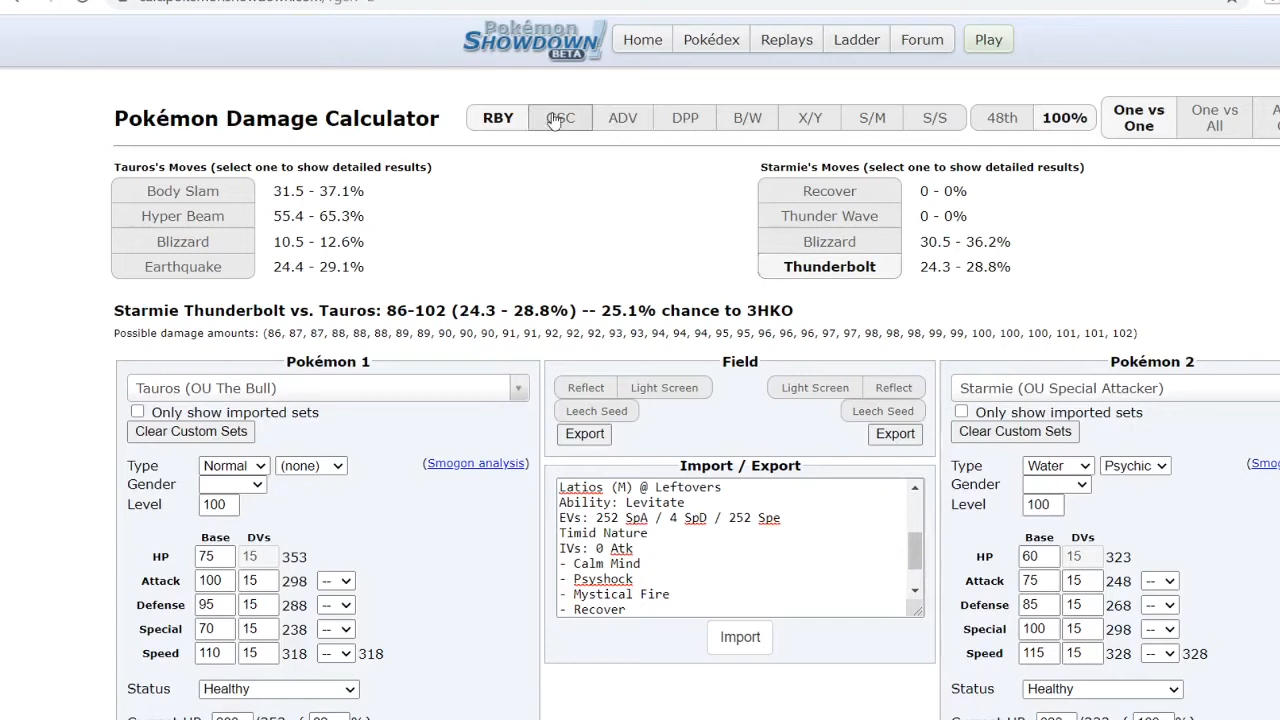 Pokémon
SHOWDOWN!
BETA
Home Pokédex Replays Ladder Forum Play
Pokémon Damage Calculator RBY ADV DPP B/W X/Y S/M S/S 48th 100% One vs One One vs All
Tauros's Moves (select one to show detailed results)
Body Slam 31.5 - 37.1%
Hyper Beam 55.4 - 65.3%
Blizzard 10.5 - 12.6%
Earthquake 24.4 - 29.1%
Starmie's Moves (select one to show detailed results)
Recover 0 - 0%
Thunder Wave 0 - 0%
Blizzard 30.5 - 36.2%
Thunderbolt 24.3 - 28.8%
Starmie Thunderbolt vs. Tauros: 86-102 (24.3 - 28.8%) -- 25.1% chance to 3HKO
Possible damage amounts: (86, 87, 87, 88, 88, 88, 89, 89, 90, 90, 90, 91, 91, 92, 92, 92, 93, 93, 94, 94, 94, 95, 95, 96, 96, 96, 97, 97, 98, 98, 98, 99, 99, 100, 100, 100, 101, 101, 102)
Pokémon 1
Tauros (OU The Bull)
Only show imported sets
Clear Custom Sets
Type Normal (none) (Smogon analysis)
Gender
Level 100
Base DVs
HP 75 15 353
Attack 100 15 298 --
Defense 95 15 288 --
Special 70 15 238 --
Speed 110 15 318 -- 318
Status Healthy
Field
Reflect Light Screen Light Screen Reflect
Leech Seed Leech Seed
Export Export
Import / Export
Latios (M) @ Leftovers
Ability: Levitate
EVs: 252 SpA / 4 SpD / 252 Spe
Timid Nature
IVs: 0 Atk
- Calm Mind
- Psyshock
- Mystical Fire
- Recover
Import
Pokémon 2
Starmie (OU Special Attacker)
Only show imported sets
Clear Custom Sets
Type Water Psychic
Gender
Level 100
Base DVs
HP 60 15 323
Attack 75 15 248 --
Defense 85 15 268 --
Special 100 15 298 --
Speed 115 15 328 -- 328
Status Healthy